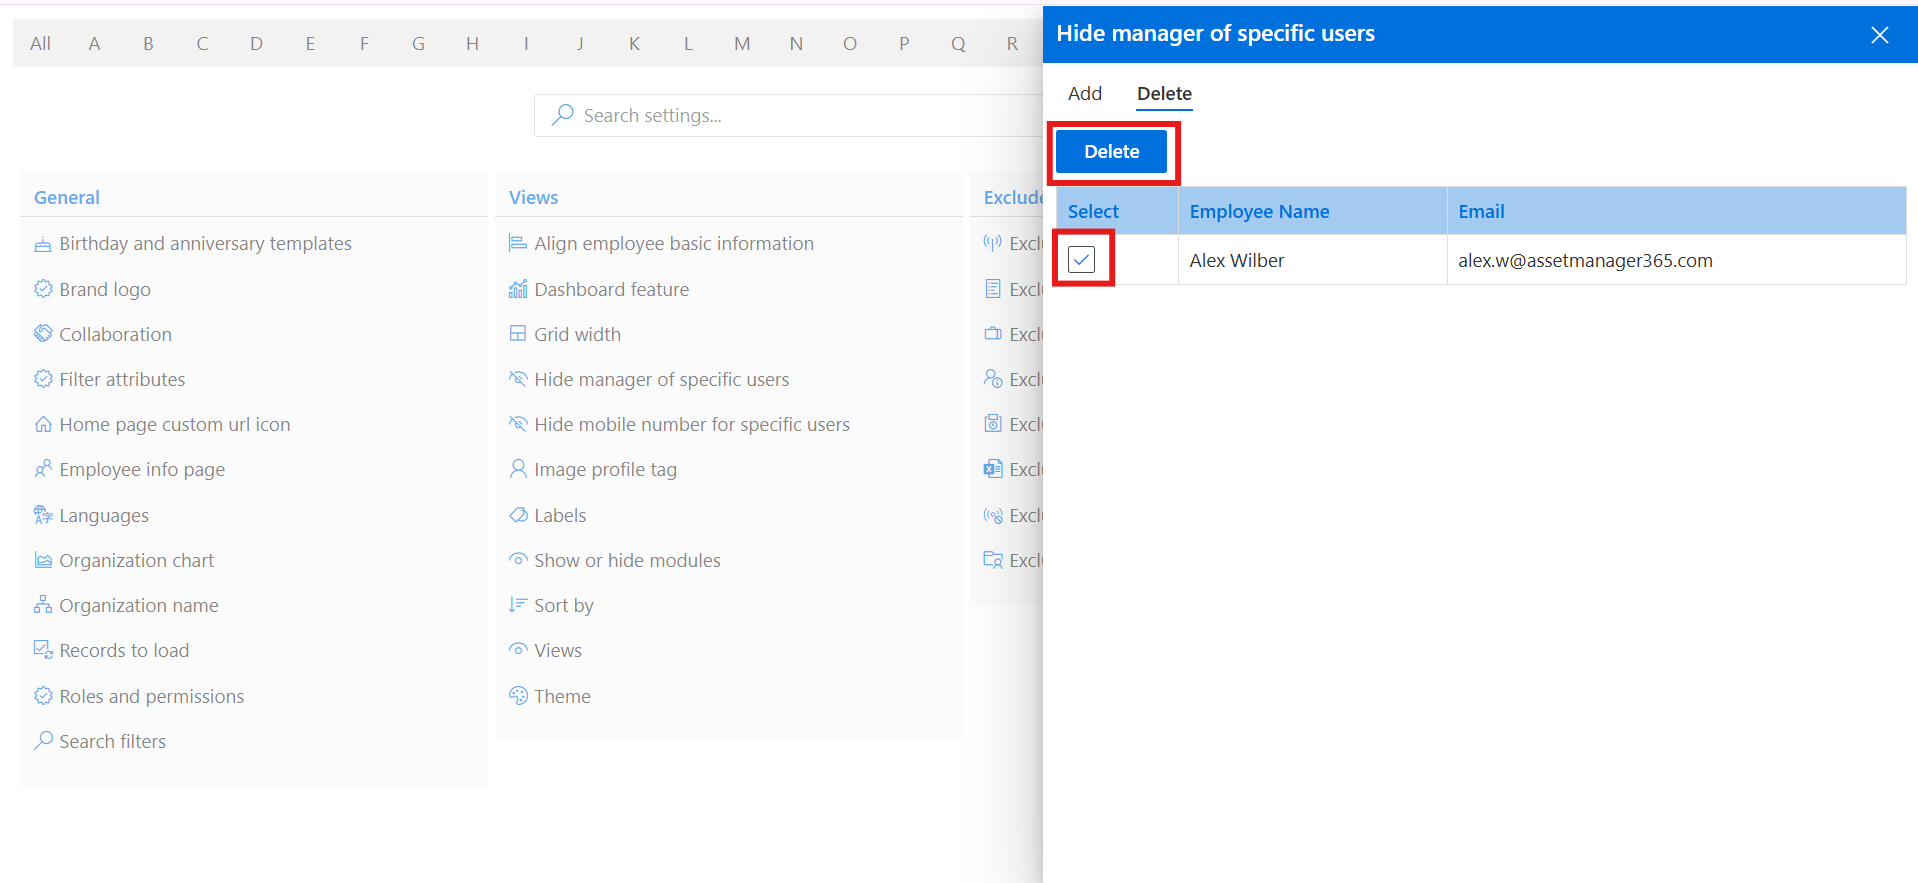 All A B C D E F G H I J K L M N O P Q R
Search settings...
General
Birthday and anniversary templates
Brand logo
Collaboration
Filter attributes
Home page custom url icon
Employee info page
Languages
Organization chart
Organization name
Records to load
Roles and permissions
Search filters
Views
Align employee basic information
Dashboard feature
Grid width
Hide manager of specific users
Hide mobile number for specific users
Image profile tag
Labels
Show or hide modules
Sort by
Views
Theme
Exclude
Excl
Excl
Excl
Excl
Excl
Excl
Excl
Excl
Hide manager of specific users
Add Delete
Delete
Select Employee Name Email
Alex Wilber alex.w@assetmanager365.com